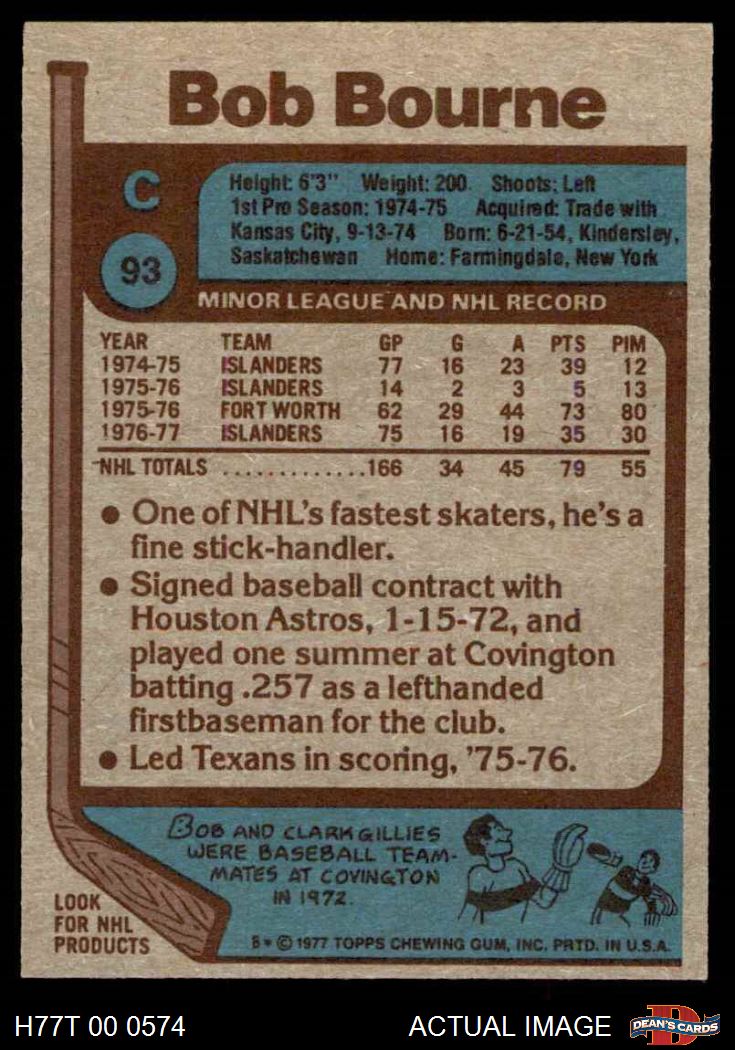 Bob Bourne
C
93
Height: 6'3" Weight: 200 Shoots: Left
1st Pro Season: 1974-75 Acquired: Trade with
Kansas City, 9-13-74 Born: 6-21-54, Kindersley,
Saskatchewan Home: Farmingdale, New York
MINOR LEAGUE AND NHL RECORD
YEAR TEAM GP G A PTS PIM
1974-75 ISLANDERS 77 16 23 39 12
1975-76 ISLANDERS 14 2 3 5 13
1975-76 FORT WORTH 62 29 44 73 80
1976-77 ISLANDERS 75 16 19 35 30
NHL TOTALS .............166 34 45 79 55
● One of NHL's fastest skaters, he's a
fine stick-handler.
● Signed baseball contract with
Houston Astros, 1-15-72, and
played one summer at Covington
batting .257 as a lefthanded
firstbaseman for the club.
● Led Texans in scoring, '75-76.
BOB AND CLARK GILLIES
WERE BASEBALL TEAM-
MATES AT COVINGTON
IN 1972.
LOOK
FOR NHL
PRODUCTS
B* © 1977 TOPPS CHEWING GUM, INC. PRTD. IN U.S.A.
H77T 00 0574 ACTUAL IMAGE
D
DEAN'S CARDS